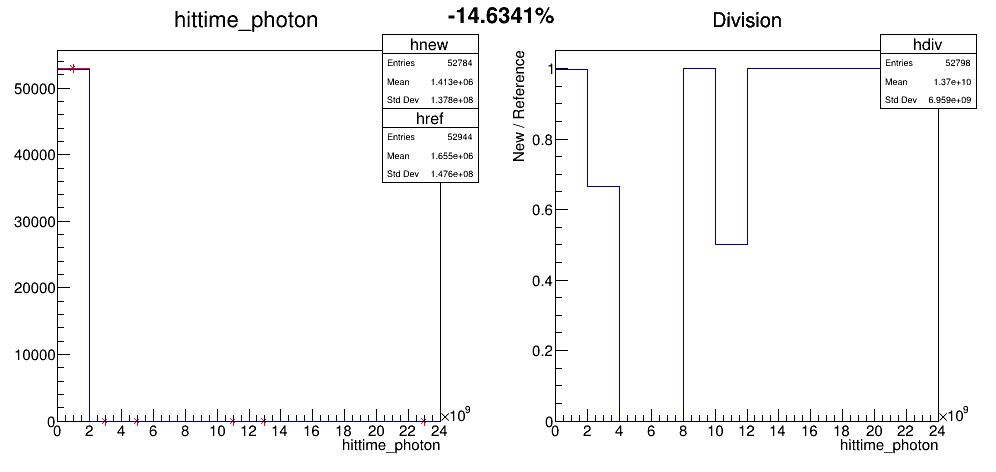 -14.6341%
hittime_photon
hnew
Entries 52784
Mean 1.413e+06
Std Dev 1.378e+08
href
Entries 52944
Mean 1.655e+06
Std Dev 1.476e+08
50000
40000
30000
20000
10000
0
0 2 4 6 8 10 12 14 16 18 20 22 24
×10⁹
hittime_photon
Division
hdiv
Entries 52798
Mean 1.37e+10
Std Dev 6.959e+09
New / Reference
1
0.8
0.6
0.4
0.2
0
0 2 4 6 8 10 12 14 16 18 20 22 24
×10⁹
hittime_photon